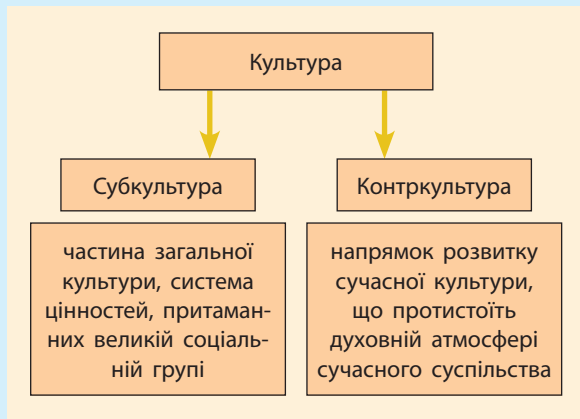 Культура
Субкультура
частина загальної
культури, система
цінностей, притаман-
них великій соціаль-
ній групі
Контркультура
напрямок розвитку
сучасної культури,
що протистоїть
духовній атмосфері
сучасного суспільства